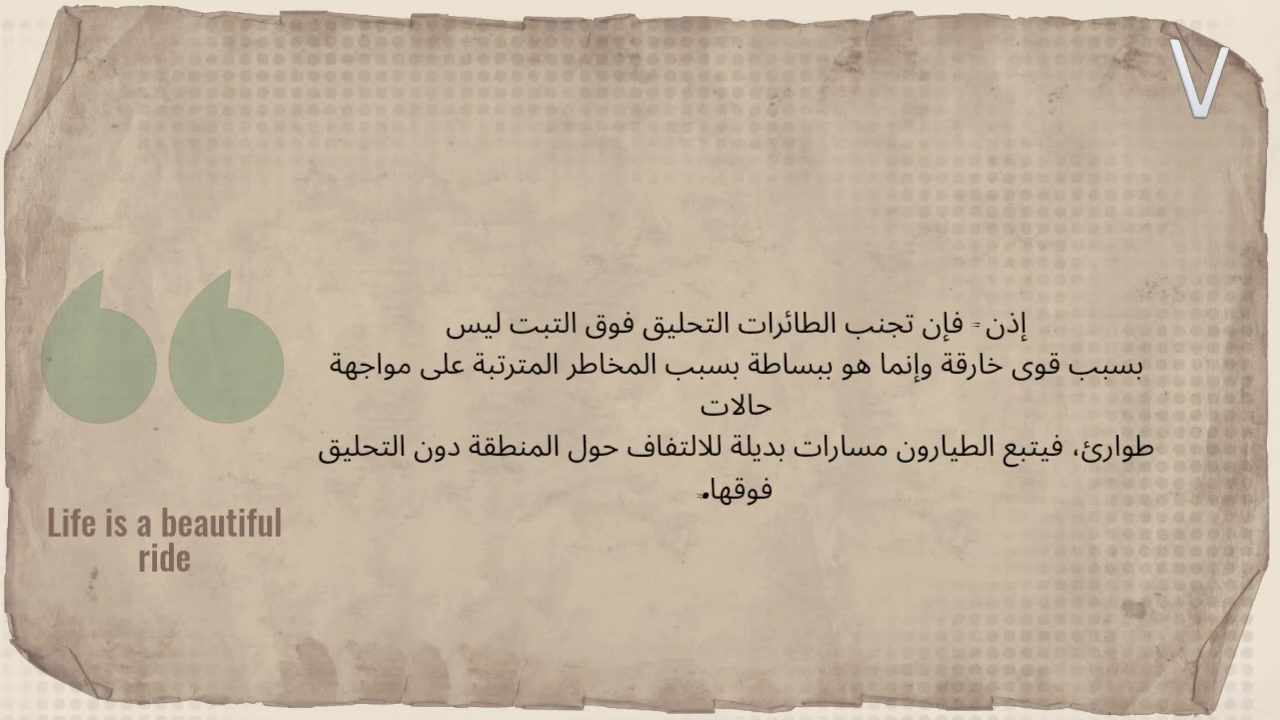 V
إذن - فإن تجنب الطائرات التحليق فوق التبت ليس
بسبب قوى خارقة وإنما هو ببساطة بسبب المخاطر المترتبة على مواجهة
حالات
طوارئ، فيتبع الطيارون مسارات بديلة للالتفاف حول المنطقة دون التحليق
فوقها.
Life is a beautiful
ride